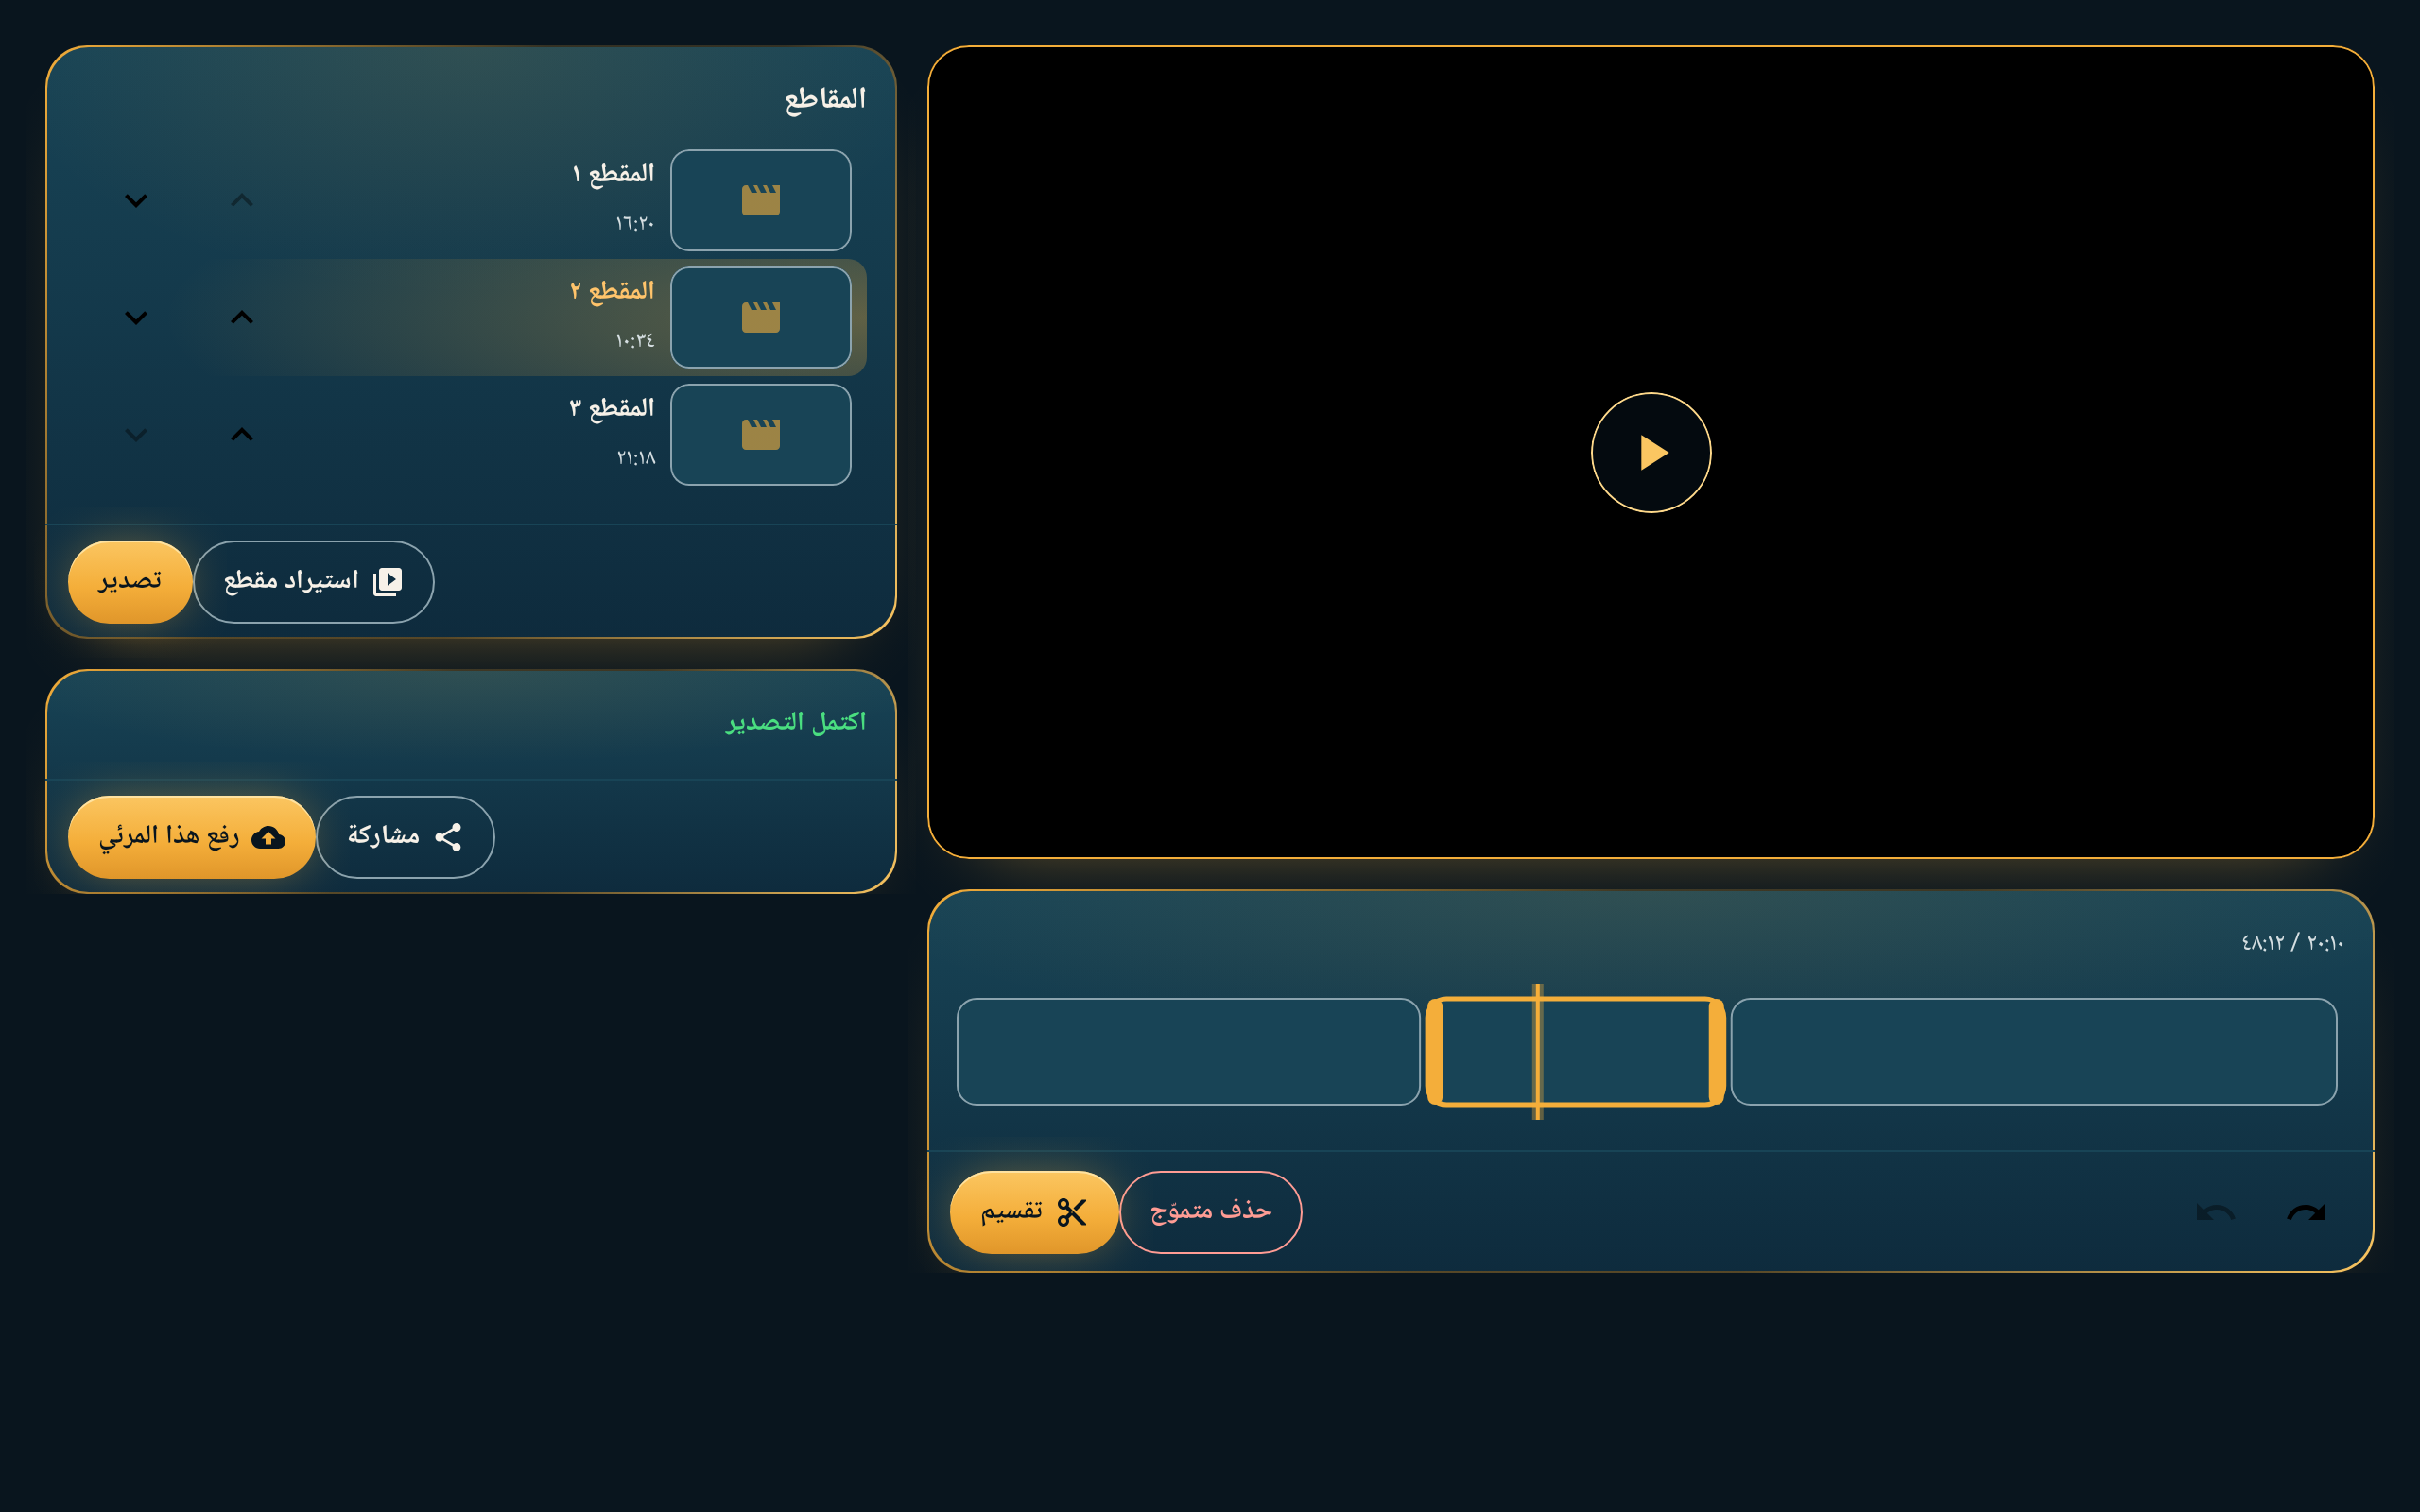 المقاطع
المقطع ١
١٦:٢٠
المقطع ٢
١٠:٣٤
المقطع ٣
٢١:١٨
استيراد مقطع
تصدير
اكتمل التصدير
مشاركة
رفع هذا المرئي
٢٠:١٠ / ٤٨:١٢
حذف متموّج
تقسيم